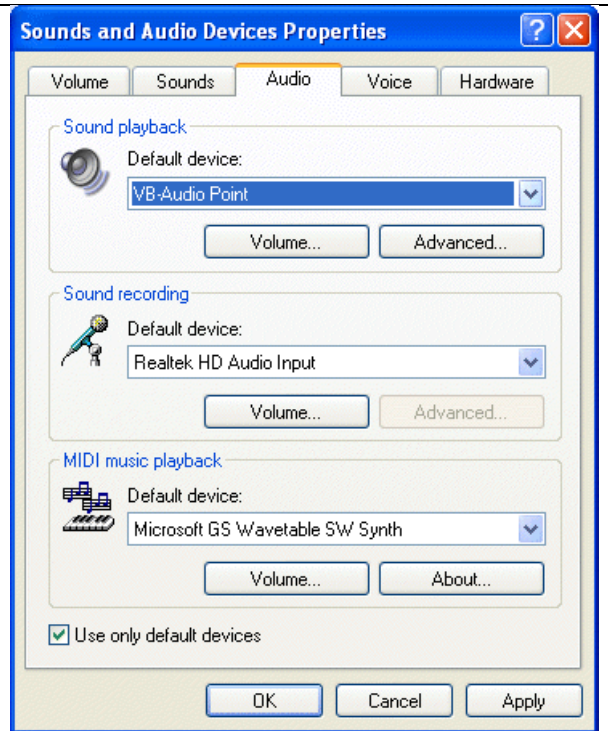 Sounds and Audio Devices Properties
Volume Sounds Audio Voice Hardware
Sound playback
Default device:
VB-Audio Point
Volume... Advanced...
Sound recording
Default device:
Realtek HD Audio Input
Volume... Advanced...
MIDI music playback
Default device:
Microsoft GS Wavetable SW Synth
Volume... About...
Use only default devices
OK Cancel Apply